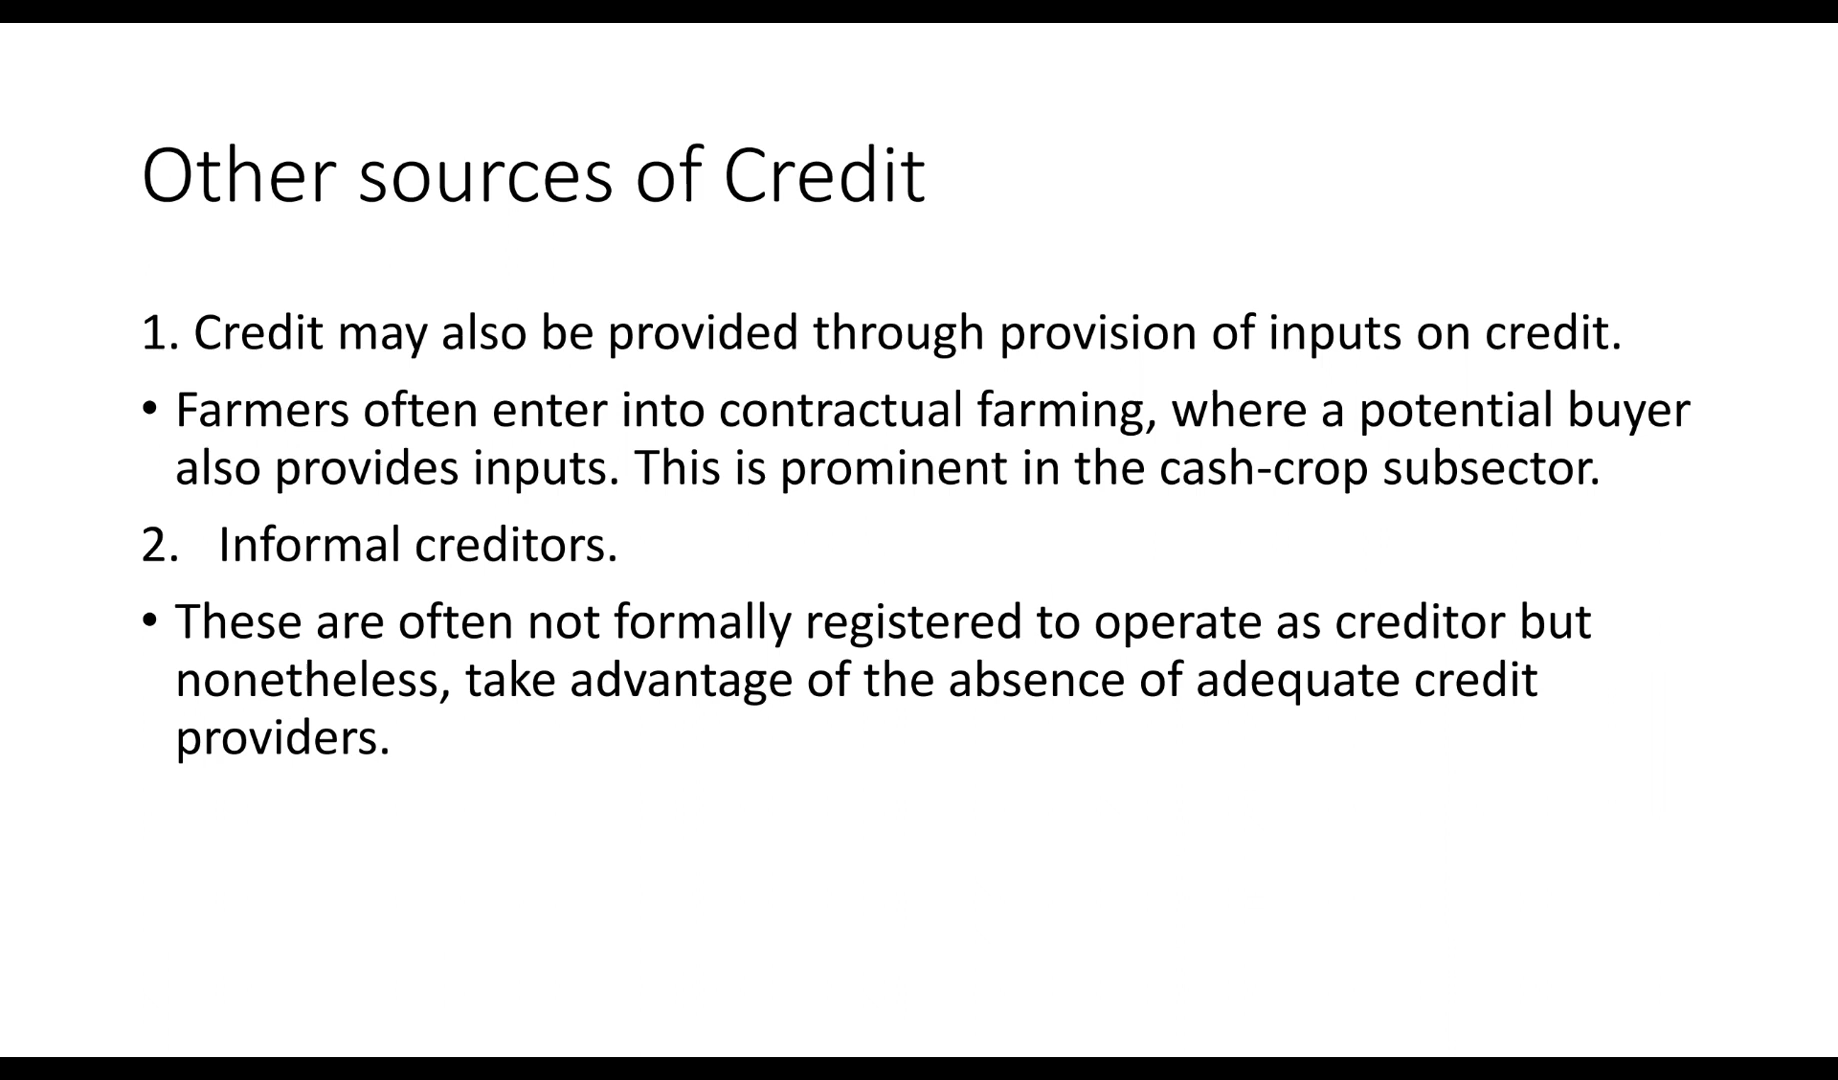 Other sources of Credit
1. Credit may also be provided through provision of inputs on credit.
• Farmers often enter into contractual farming, where a potential buyer
also provides inputs. This is prominent in the cash-crop subsector.
2. Informal creditors.
• These are often not formally registered to operate as creditor but
nonetheless, take advantage of the absence of adequate credit
providers.